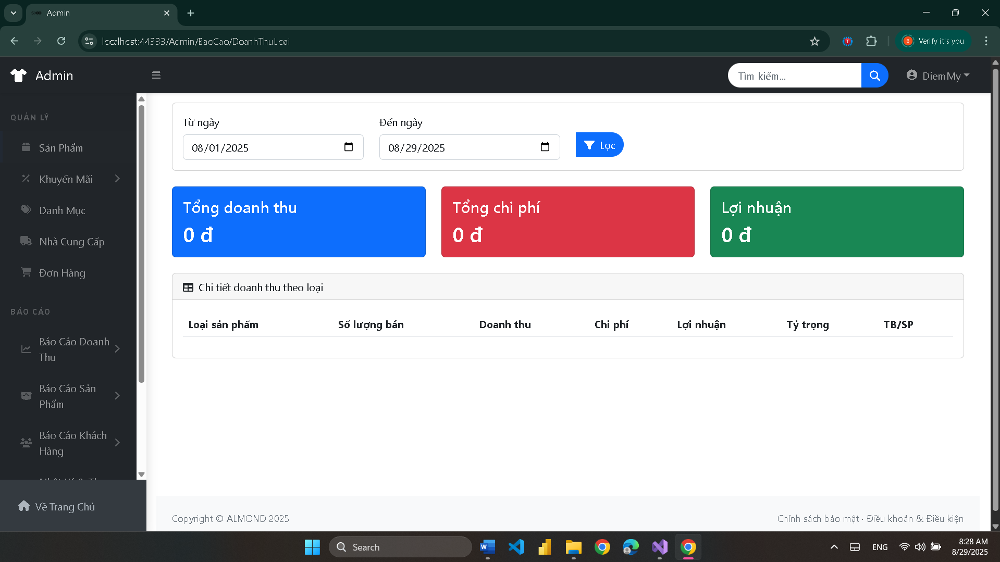 Admin
localhost:44333/Admin/BaoCao/DoanhThuLoai
B
Verify it's you
Admin
Tìm kiếm...
DiemMy
QUẢN LÝ
Sản Phẩm
Khuyến Mãi
Danh Mục
Nhà Cung Cấp
Đơn Hàng
BÁO CÁO
Báo Cáo Doanh
Thu
Báo Cáo Sản
Phẩm
Báo Cáo Khách
Hàng
Về Trang Chủ
Từ ngày
08/01/2025
Đến ngày
08/29/2025
Lọc
Tổng doanh thu
0 đ
Tổng chi phí
0 đ
Lợi nhuận
0 đ
Chi tiết doanh thu theo loại
Loại sản phẩm Số lượng bán Doanh thu Chi phí Lợi nhuận Tỷ trọng TB/SP
Copyright © ALMOND 2025
Chính sách bảo mật · Điều khoản & Điều kiện
Search
ENG
8:28 AM
8/29/2025